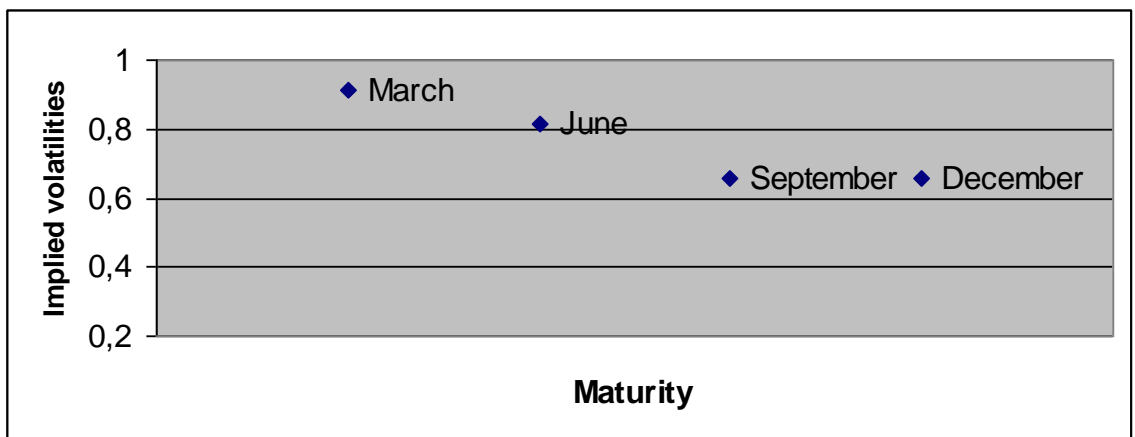 Implied volatilities
1
0,8
0,6
0,4
0,2
March
June
September
December
Maturity